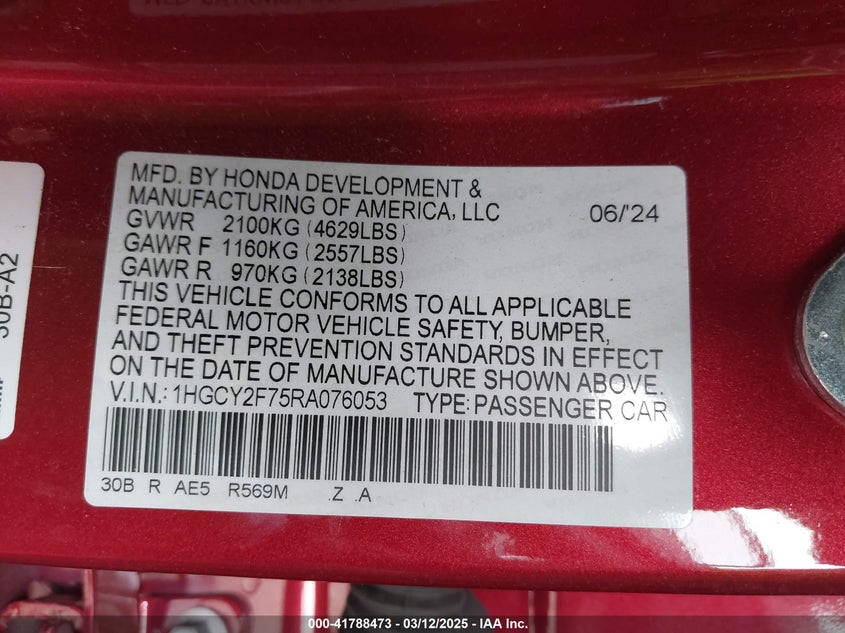 MFD. BY HONDA DEVELOPMENT &
MANUFACTURING OF AMERICA, LLC 06/'24
GVWR 2100KG (4629LBS)
GAWR F 1160KG (2557LBS)
GAWR R 970KG (2138LBS)
THIS VEHICLE CONFORMS TO ALL APPLICABLE
FEDERAL MOTOR VEHICLE SAFETY, BUMPER,
AND THEFT PREVENTION STANDARDS IN EFFECT
ON THE DATE OF MANUFACTURE SHOWN ABOVE.
V.I.N.: 1HGCY2F75RA076053 TYPE: PASSENGER CAR
30B R AE5 R569M .Z .A
30B-A2
000-41788473 - 03/12/2025 - IAA Inc.